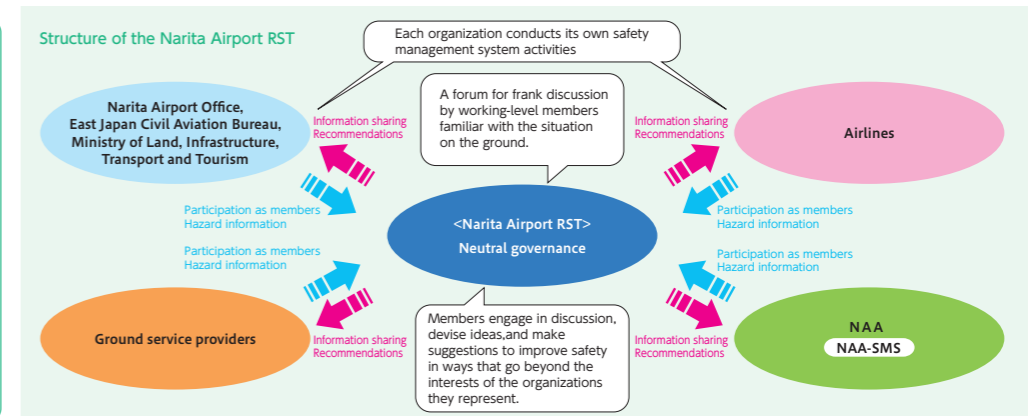 Structure of the Narita Airport RST
Each organization conducts its own safety
management system activities
Narita Airport Office,
East Japan Civil Aviation Bureau,
Ministry of Land, Infrastructure,
Transport and Tourism
Information sharing
Recommendations
A forum for frank discussion
by working-level members
familiar with the situation
on the ground.
Information sharing
Recommendations
Airlines
Participation as members
Hazard information
Participation as members
Hazard information
<Narita Airport RST>
Neutral governance
Participation as members
Hazard information
Participation as members
Hazard information
Ground service providers
Information sharing
Recommendations
Members engage in discussion,
devise ideas,and make
suggestions to improve safety
in ways that go beyond the
interests of the organizations
they represent.
Information sharing
Recommendations
NAA
NAA-SMS